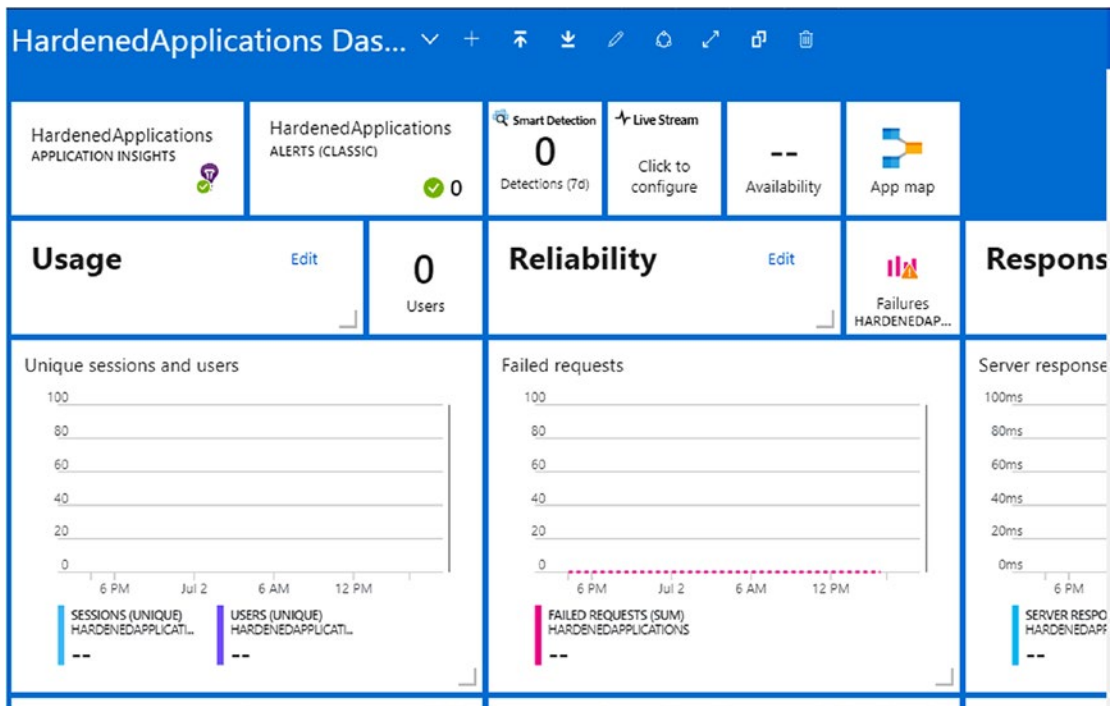 HardenedApplications Das...
HardenedApplications
APPLICATION INSIGHTS
HardenedApplications
ALERTS (CLASSIC)
0
Smart Detection
0
Detections (7d)
Live Stream
Click to
configure
--
Availability
App map
Usage
Edit
0
Users
Reliability
Edit
Failures
HARDENEDAP...
Respons
Unique sessions and users
100
80
60
40
20
0
6 PM
Jul 2
6 AM
12 PM
SESSIONS (UNIQUE)
HARDENEDAPPLICATI...
--
USERS (UNIQUE)
HARDENEDAPPLICATI...
--
Failed requests
100
80
60
40
20
0
6 PM
Jul 2
6 AM
12 PM
FAILED REQUESTS (SUM)
HARDENEDAPPLICATIONS
--
Server response
100ms
80ms
60ms
40ms
20ms
0ms
6 PM
SERVER RESPO
HARDENEDAPP
--